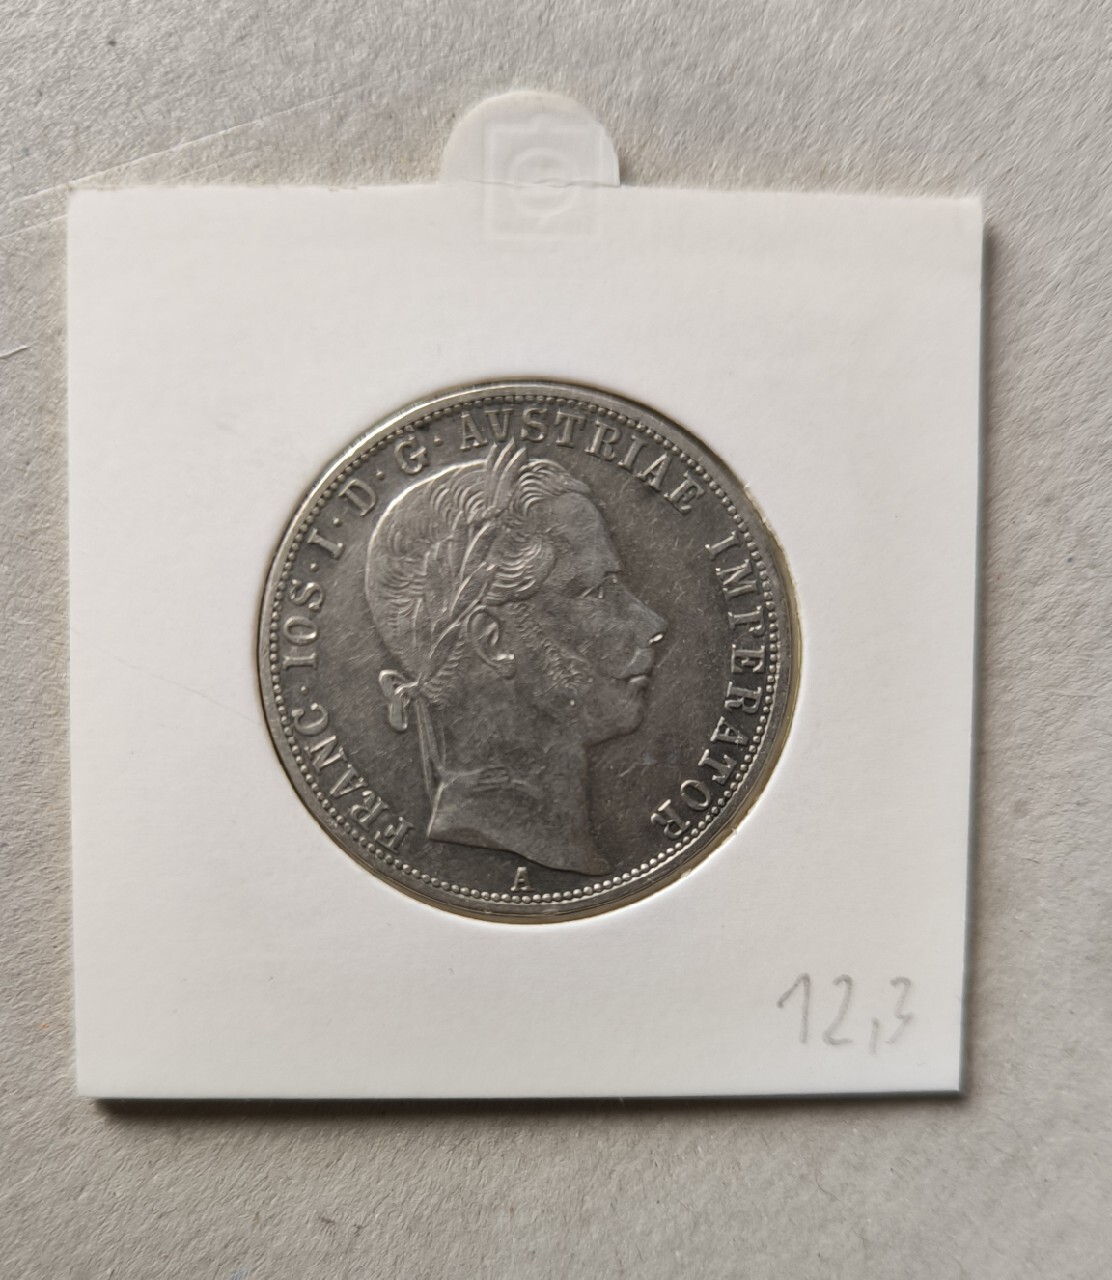 FRANC·IOS·I·D·G·AVSTRIAE IMPERATOR
A
12,3